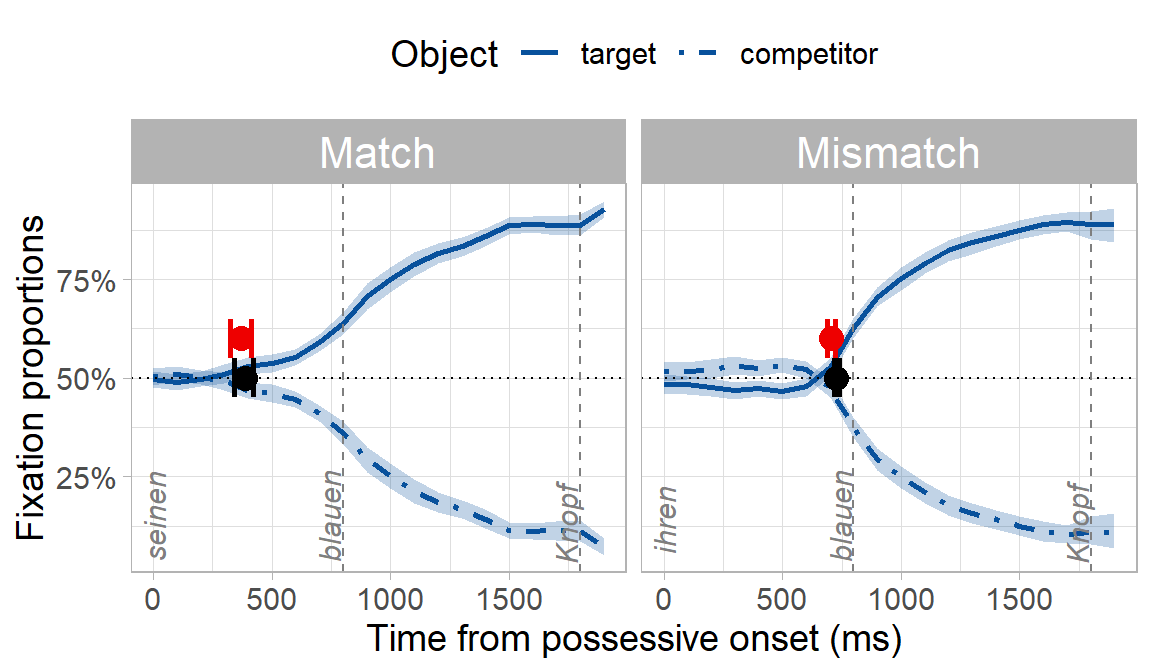 Object target competitor
Match Mismatch
Fixation proportions
75%
50%
25%
seinen blauen Knopf
ihren blauen Knopf
0 500 1000 1500 0 500 1000 1500
Time from possessive onset (ms)